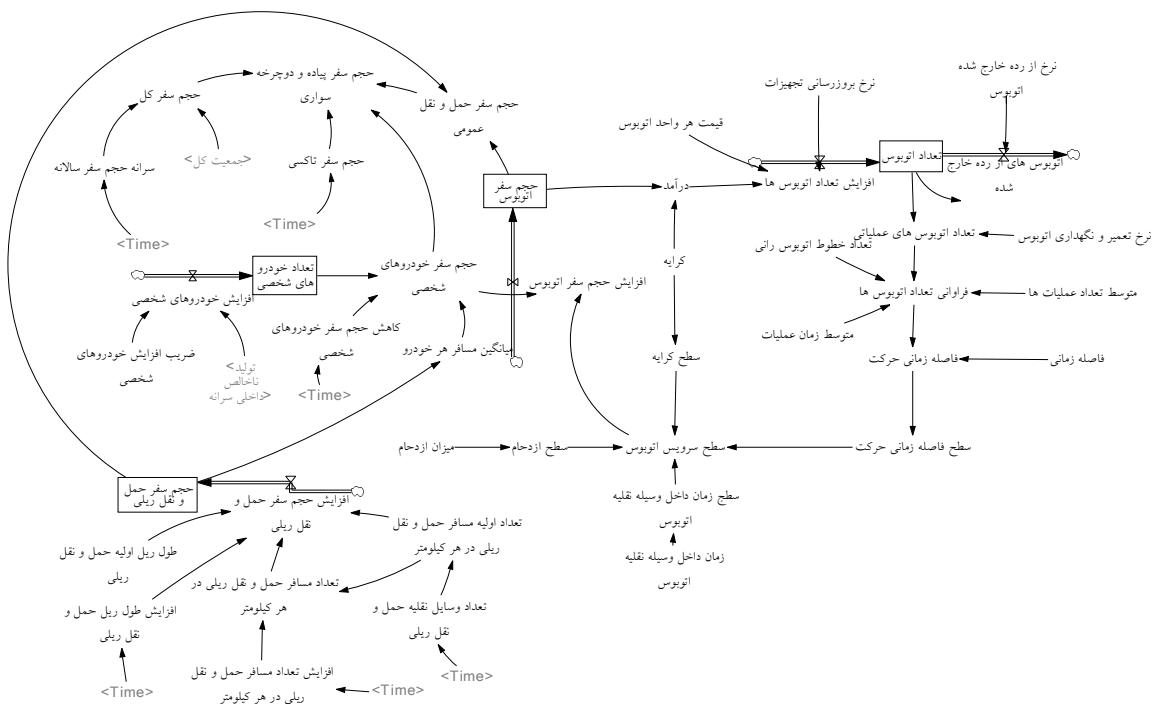 نرخ از رده خارج شده
اتوبوس
نرخ بروزرسانی تجهیزات
قیمت هر واحد اتوبوس
حجم سفر پیاده و دوچرخه
سواری
حجم سفر کل
حجم سفر حمل و نقل
عمومی
<جمعیت کل>
سرانه حجم سفر سالانه
حجم سفر تاکسی
تعداد اتوبوس
اتوبوس های از رده خارج
شده
افزایش تعداد اتوبوس ها
درآمد
حجم سفر
اتوبوس
<Time>
<Time>
تعداد اتوبوس های عملیاتی
نرخ تعمیر و نگهداری اتوبوس
تعداد خطوط اتوبوس رانی
کرایه
تعداد خودرو
های شخصی
حجم سفر خودروهای
شخصی
افزایش حجم سفر اتوبوس
افزایش خودروهای شخصی
فراوانی تعداد اتوبوس ها
متوسط تعداد عملیات ها
متوسط زمان عملیات
کاهش حجم سفر خودروهای
شخصی
میانگین مسافر هر خودرو
ضریب افزایش خودروهای
شخصی
<تولید
ناخالص
داخلی سرانه>
<Time>
سطح کرایه
فاصله زمانی حرکت
فاصله زمانی
میزان ازدحام
سطح ازدحام
سطح سرویس اتوبوس
سطح فاصله زمانی حرکت
حجم سفر حمل
و نقل ریلی
افزایش حجم سفر حمل و
نقل ریلی
سطح زمان داخل وسیله نقلیه
اتوبوس
زمان داخل وسیله نقلیه
اتوبوس
تعداد اولیه مسافر حمل و نقل
ریلی در هر کیلومتر
طول ریل اولیه حمل و نقل
ریلی
تعداد مسافر حمل و نقل ریلی در
هر کیلومتر
افزایش طول ریل حمل و
نقل ریلی
تعداد وسایل نقلیه حمل و
نقل ریلی
افزایش تعداد مسافر حمل و نقل
ریلی در هر کیلومتر
<Time>
<Time>
<Time>